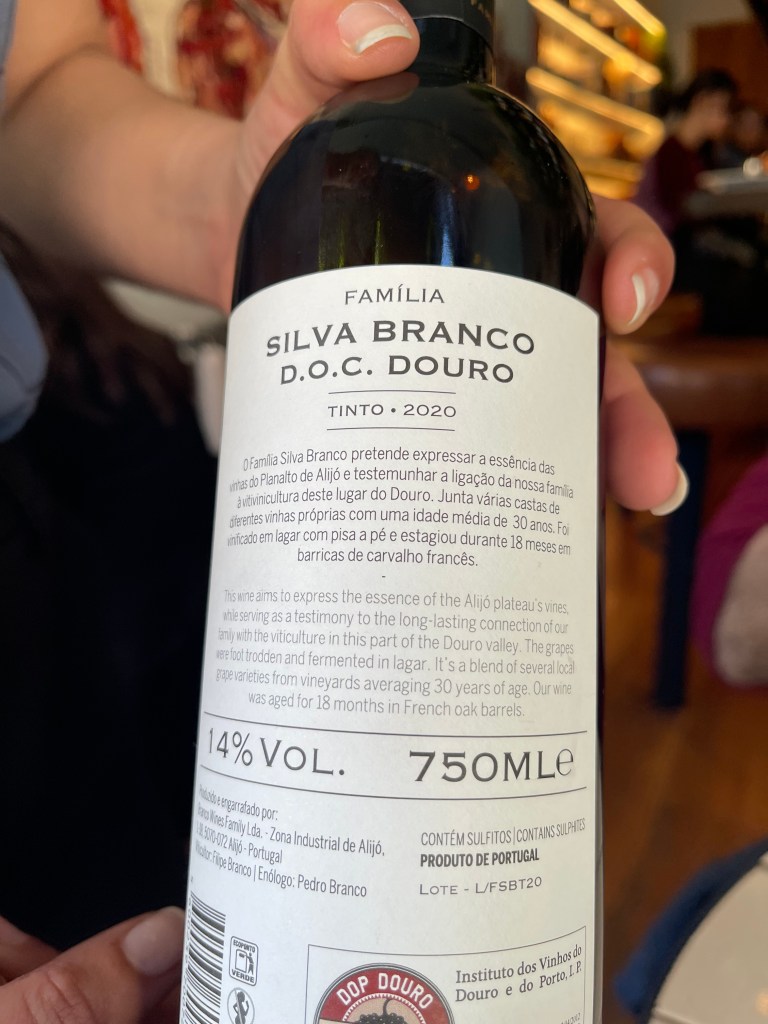 FAMÍLIA
SILVA BRANCO
D.O.C. DOURO
TINTO • 2020
O Família Silva Branco pretende expressar a essência das
vinhas do Planalto de Alijó e testemunhar a ligação da nossa família
à vitivinicultura deste lugar do Douro. Junta várias castas de
diferentes vinhas próprias com uma idade média de 30 anos. Foi
vinificado em lagar com pisa a pé e estagiou durante 18 meses em
barricas de carvalho francês.
-
This wine aims to express the essence of the Alijó plateau's vines,
while serving as a testimony to the long-lasting connection of our
family with the viticulture in this part of the Douro valley. The grapes
were foot trodden and fermented in lagar. It's a blend of several local
grape varieties from vineyards averaging 30 years of age. Our wine
was aged for 18 months in French oak barrels.
14% VOL. 750ML e
Produzido e engarrafado por:
Branco Wines Family Lda. - Zona Industrial de Alijó,
5070-072 Alijó - Portugal
Filipe Branco | Enólogo: Pedro Branco
CONTÉM SULFITOS | CONTAINS SULPHITES
PRODUTO DE PORTUGAL
LOTE - L/FSBT20
ECOPONTO
VERDE
DOP DOURO
Instituto dos Vinhos do
Douro e do Porto, I. P.